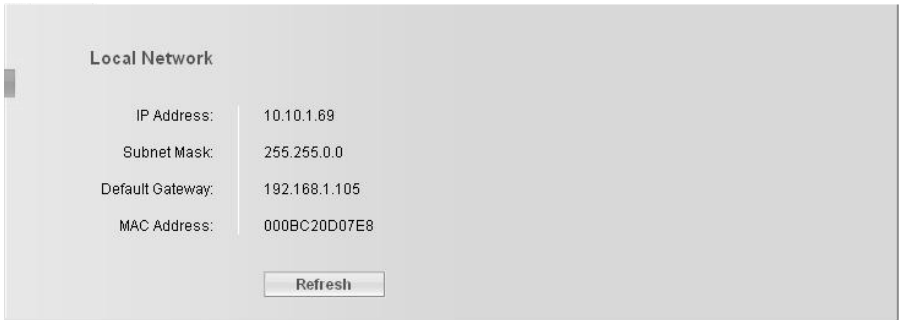 Local Network
IP Address: 10.10.1.69
Subnet Mask: 255.255.0.0
Default Gateway: 192.168.1.105
MAC Address: 000BC20D07E8
Refresh